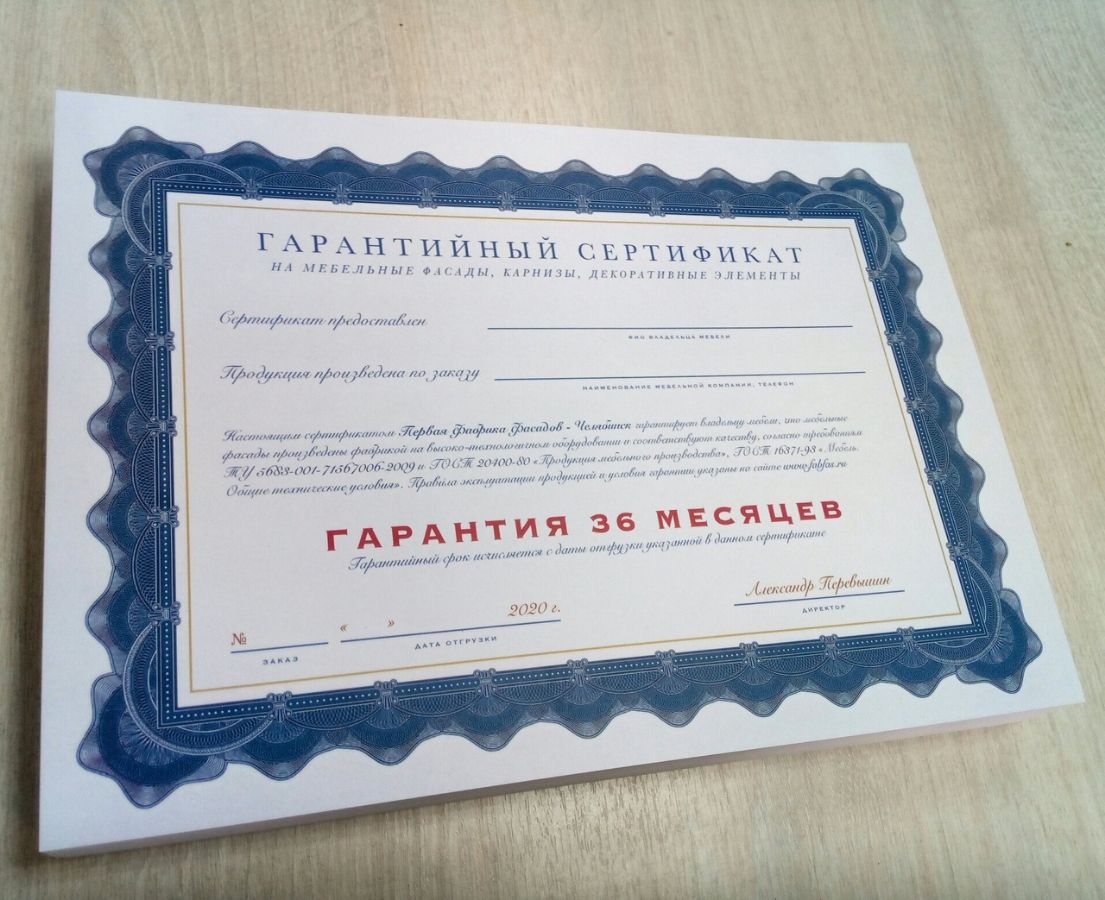 ГАРАНТИЙНЫЙ СЕРТИФИКАТ
НА МЕБЕЛЬНЫЕ ФАСАДЫ, КАРНИЗЫ, ДЕКОРАТИВНЫЕ ЭЛЕМЕНТЫ
Сертификат предоставлен
ФИО ВЛАДЕЛЬЦА МЕБЕЛИ
Продукция произведена по заказу
НАИМЕНОВАНИЕ МЕБЕЛЬНОЙ КОМПАНИИ, ТЕЛЕФОН
Настоящим сертификатом Первая Фабрика Фасадов - Челябинск гарантирует владельцу мебели, что мебельные
фасады произведены фабрикой на высоко-технологичном оборудовании и соответствуют качеству, согласно требованиям
ТУ 5683-001-71567006-2009 и ГОСТ 20400-80 «Продукция мебельного производства», ГОСТ 16371-93 «Мебель.
Общие технические условия». Правила эксплуатации продукцией и условия гарантии указаны на сайте www.fabfas.ru
ГАРАНТИЯ 36 МЕСЯЦЕВ
Гарантийный срок исчисляется с даты отгрузки указанной в данном сертификате
Александр Перевышин
ДИРЕКТОР
№ « » 2020 г.
ЗАКАЗ ДАТА ОТГРУЗКИ